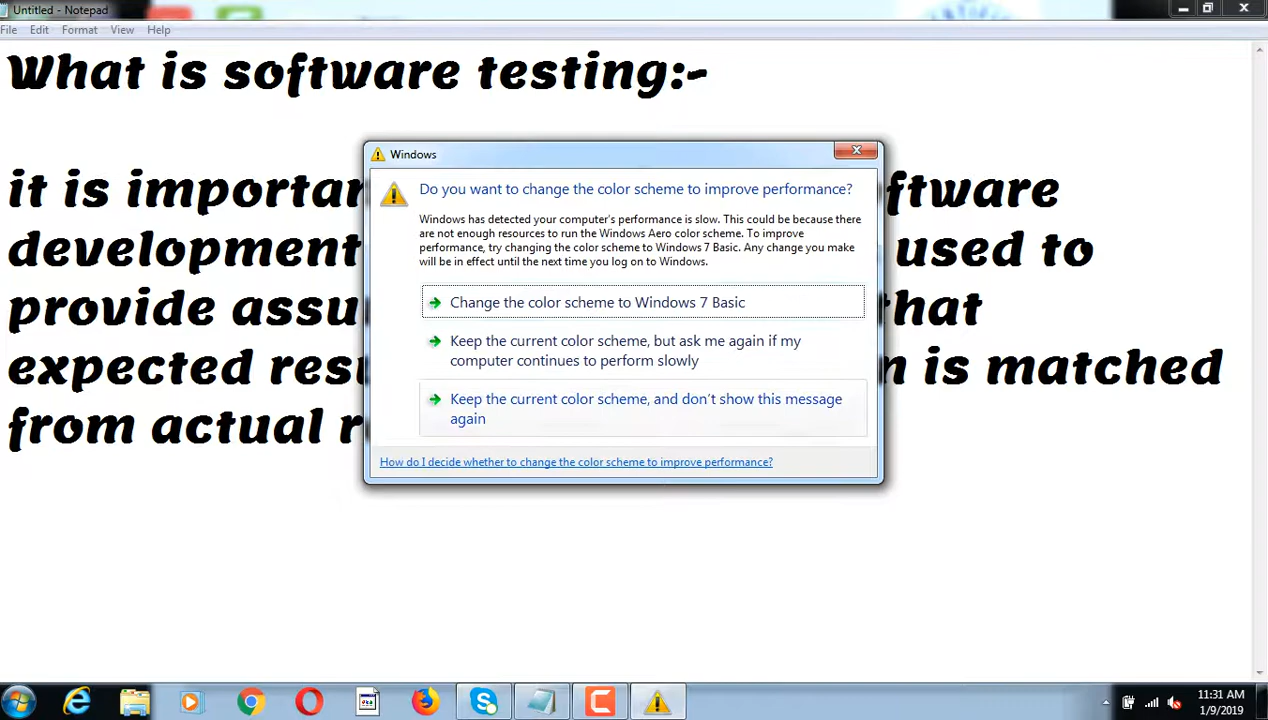 Untitled - Notepad
File Edit Format View Help
What is software testing:-
Windows
Do you want to change the color scheme to improve performance?
Windows has detected your computer's performance is slow. This could be because there
are not enough resources to run the Windows Aero color scheme. To improve
performance, try changing the color scheme to Windows 7 Basic. Any change you make
will be in effect until the next time you log on to Windows.
Change the color scheme to Windows 7 Basic
Keep the current color scheme, but ask me again if my
computer continues to perform slowly
Keep the current color scheme, and don't show this message
again
How do I decide whether to change the color scheme to improve performance?
it is importan ftware
development used to
provide assu that
expected resu n is matched
from actual r
11:31 AM
1/9/2019